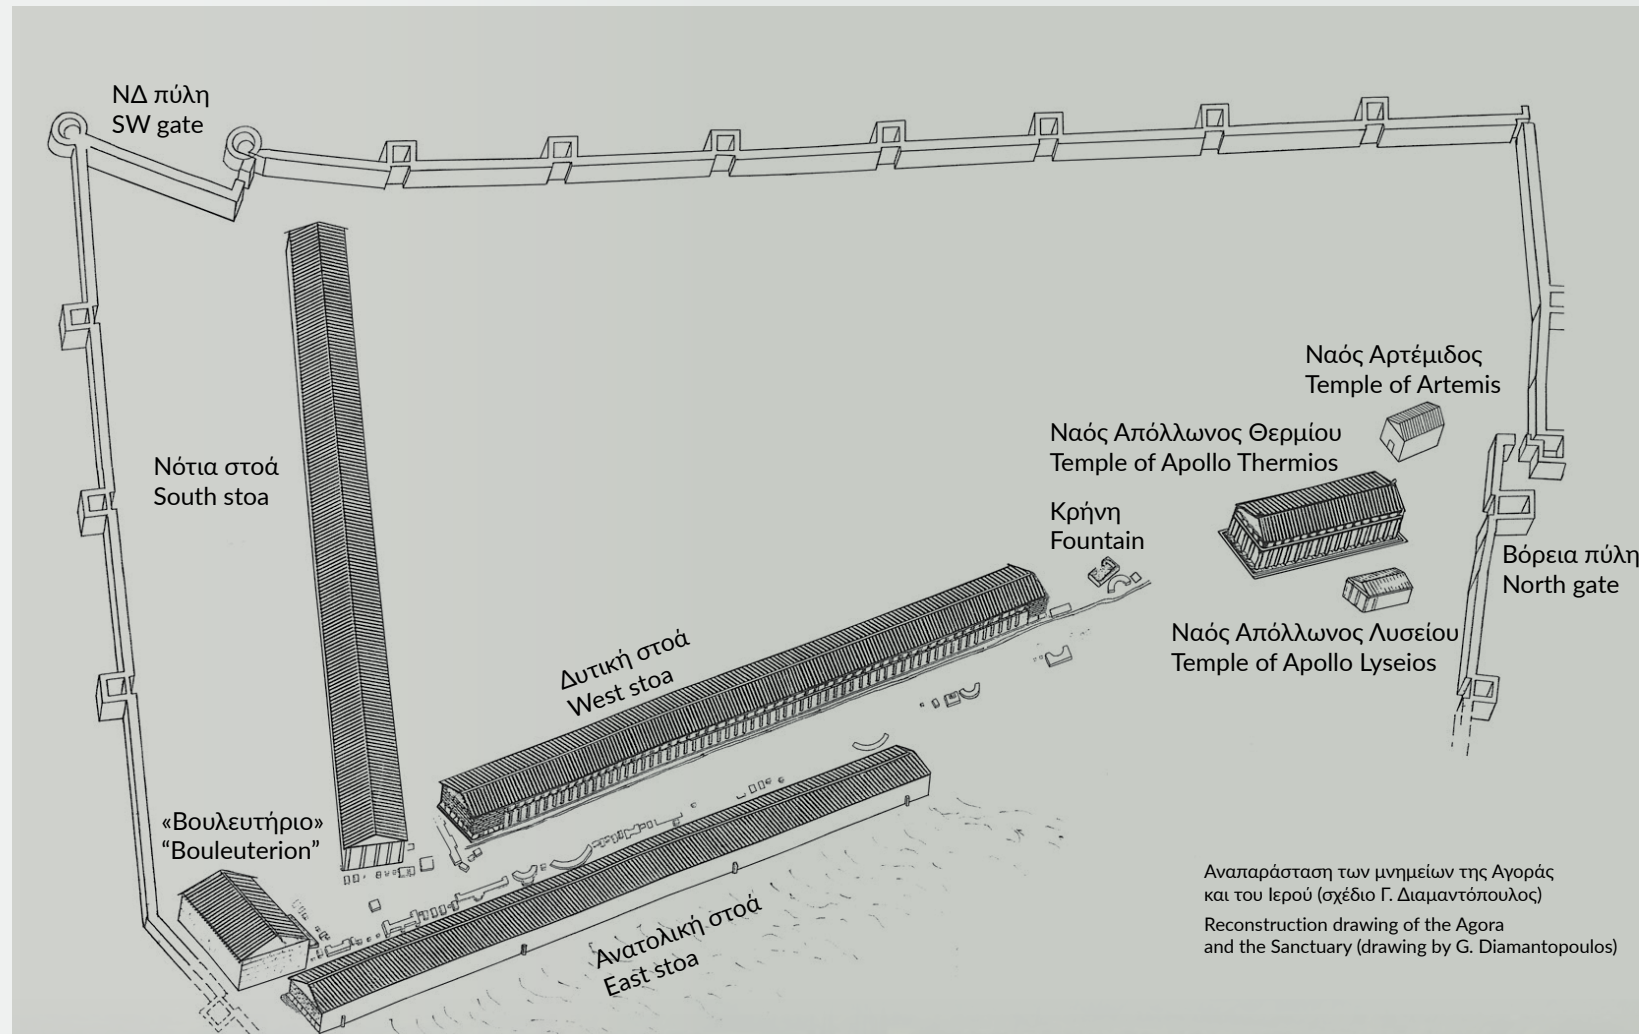 ΝΔ πύλη
SW gate
Ναός Αρτέμιδος
Temple of Artemis
Ναός Απόλλωνος Θερμίου
Temple of Apollo Thermios
Νότια στοά
South stoa
Κρήνη
Fountain
Βόρεια πύλη
North gate
Ναός Απόλλωνος Λυσείου
Temple of Apollo Lyseios
Δυτική στοά
West stoa
«Βουλευτήριο»
“Bouleuterion”
Ανατολική στοά
East stoa
Αναπαράσταση των μνημείων της Αγοράς
και του Ιερού (σχέδιο Γ. Διαμαντόπουλος)
Reconstruction drawing of the Agora
and the Sanctuary (drawing by G. Diamantopoulos)